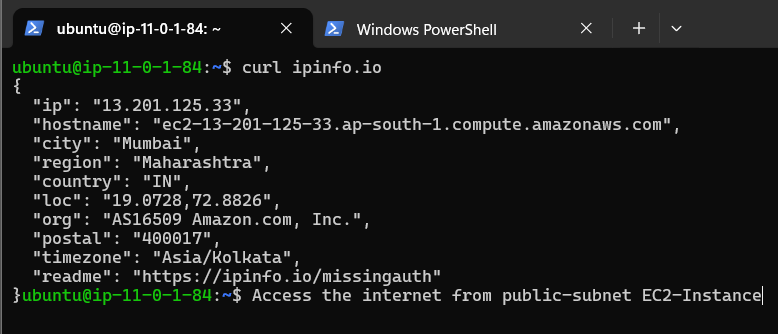 ubuntu@ip-11-0-1-84: ~
Windows PowerShell
ubuntu@ip-11-0-1-84:~$ curl ipinfo.io
{
  "ip": "13.201.125.33",
  "hostname": "ec2-13-201-125-33.ap-south-1.compute.amazonaws.com",
  "city": "Mumbai",
  "region": "Maharashtra",
  "country": "IN",
  "loc": "19.0728,72.8826",
  "org": "AS16509 Amazon.com, Inc.",
  "postal": "400017",
  "timezone": "Asia/Kolkata",
  "readme": "https://ipinfo.io/missingauth"
}ubuntu@ip-11-0-1-84:~$ Access the internet from public-subnet EC2-Instance